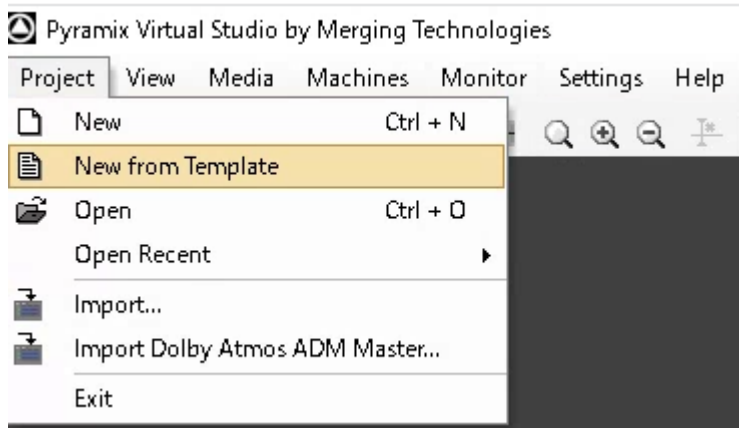 Pyramix Virtual Studio by Merging Technologies
Project View Media Machines Monitor Settings Help
New Ctrl + N
New from Template
Open Ctrl + O
Open Recent
Import...
Import Dolby Atmos ADM Master...
Exit